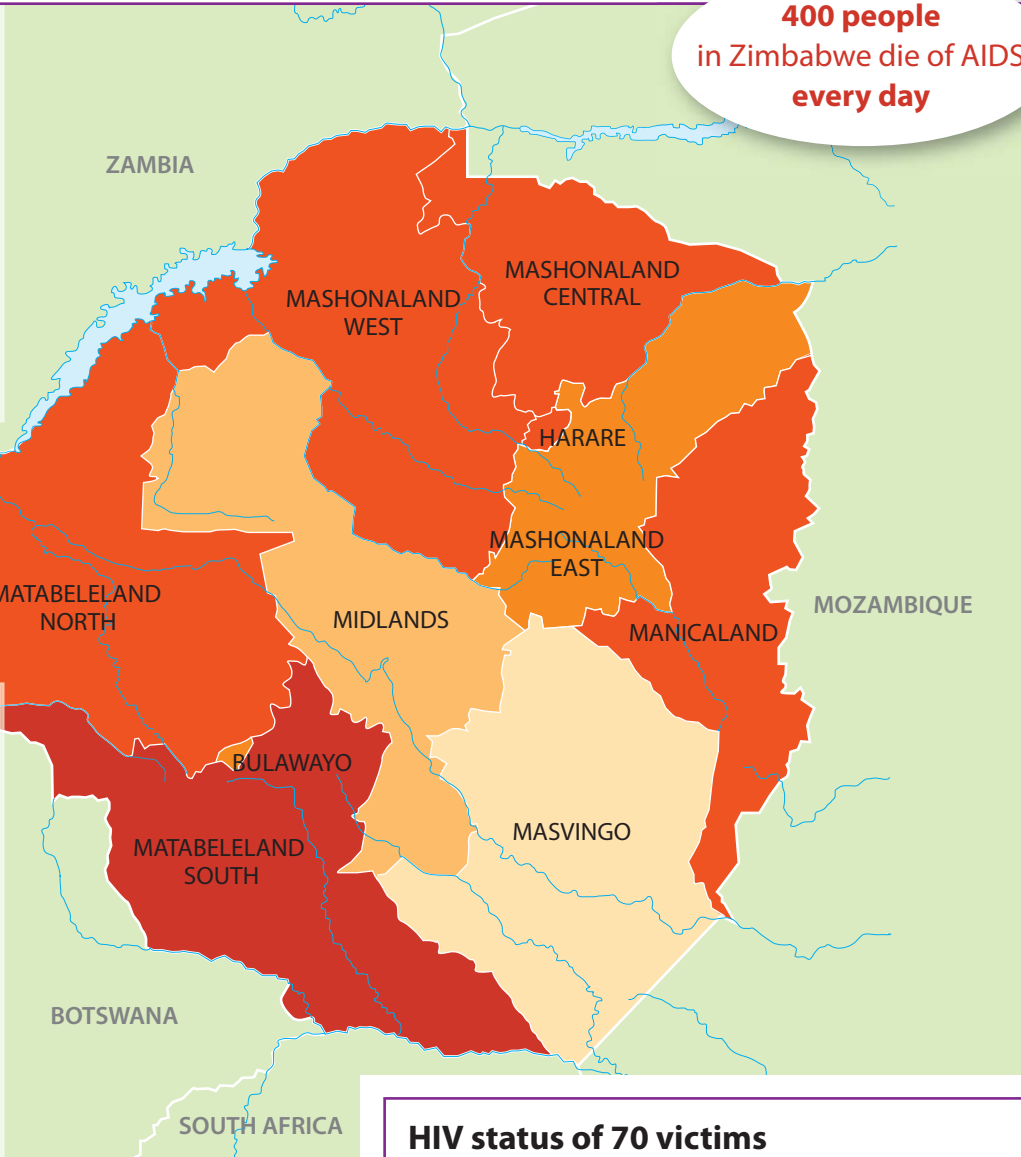 400 people
in Zimbabwe die of AIDS
every day
ZAMBIA
MASHONALAND
CENTRAL
MASHONALAND
WEST
HARARE
MASHONALAND
EAST
MATABELELAND
NORTH
MIDLANDS
MOZAMBIQUE
MANICALAND
BULAWAYO
MASVINGO
MATABELELAND
SOUTH
BOTSWANA
SOUTH AFRICA
HIV status of 70 victims